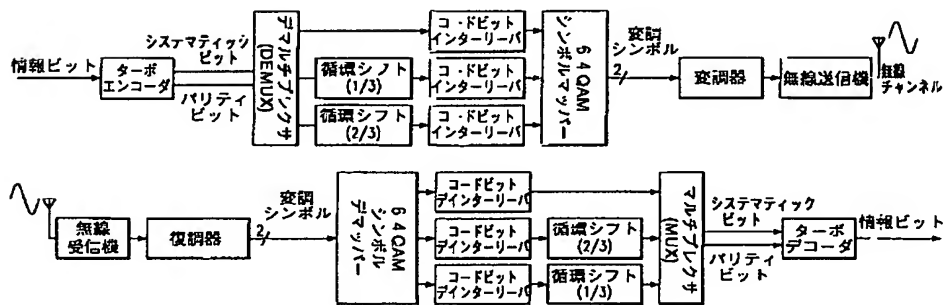 情報ビット
ターボ
エンコーダ
システマティッジ
ビット
パリティ
ビット
デマルチプレクサ
(DEMUX)
循環シフト
(1/3)
循環シフト
(2/3)
コードビット
インターリーバ
コードビット
インターリーバ
コードビット
インターリーバ
64QAM
シンボルマッパー
変調
シンボル
2
変調器
無線送信機
無線
チャンネル
無線
受信機
復調器
変調
シンボル
2
64QAM
シンボル
デマッパー
コードビット
デインターリーバ
コードビット
デインターリーバ
コードビット
デインターリーバ
循環シフト
(2/3)
循環シフト
(1/3)
マルチプレクサ
(MUX)
システマティック
ビット
パリティ
ビット
ターボ
デコーダ
情報ビット